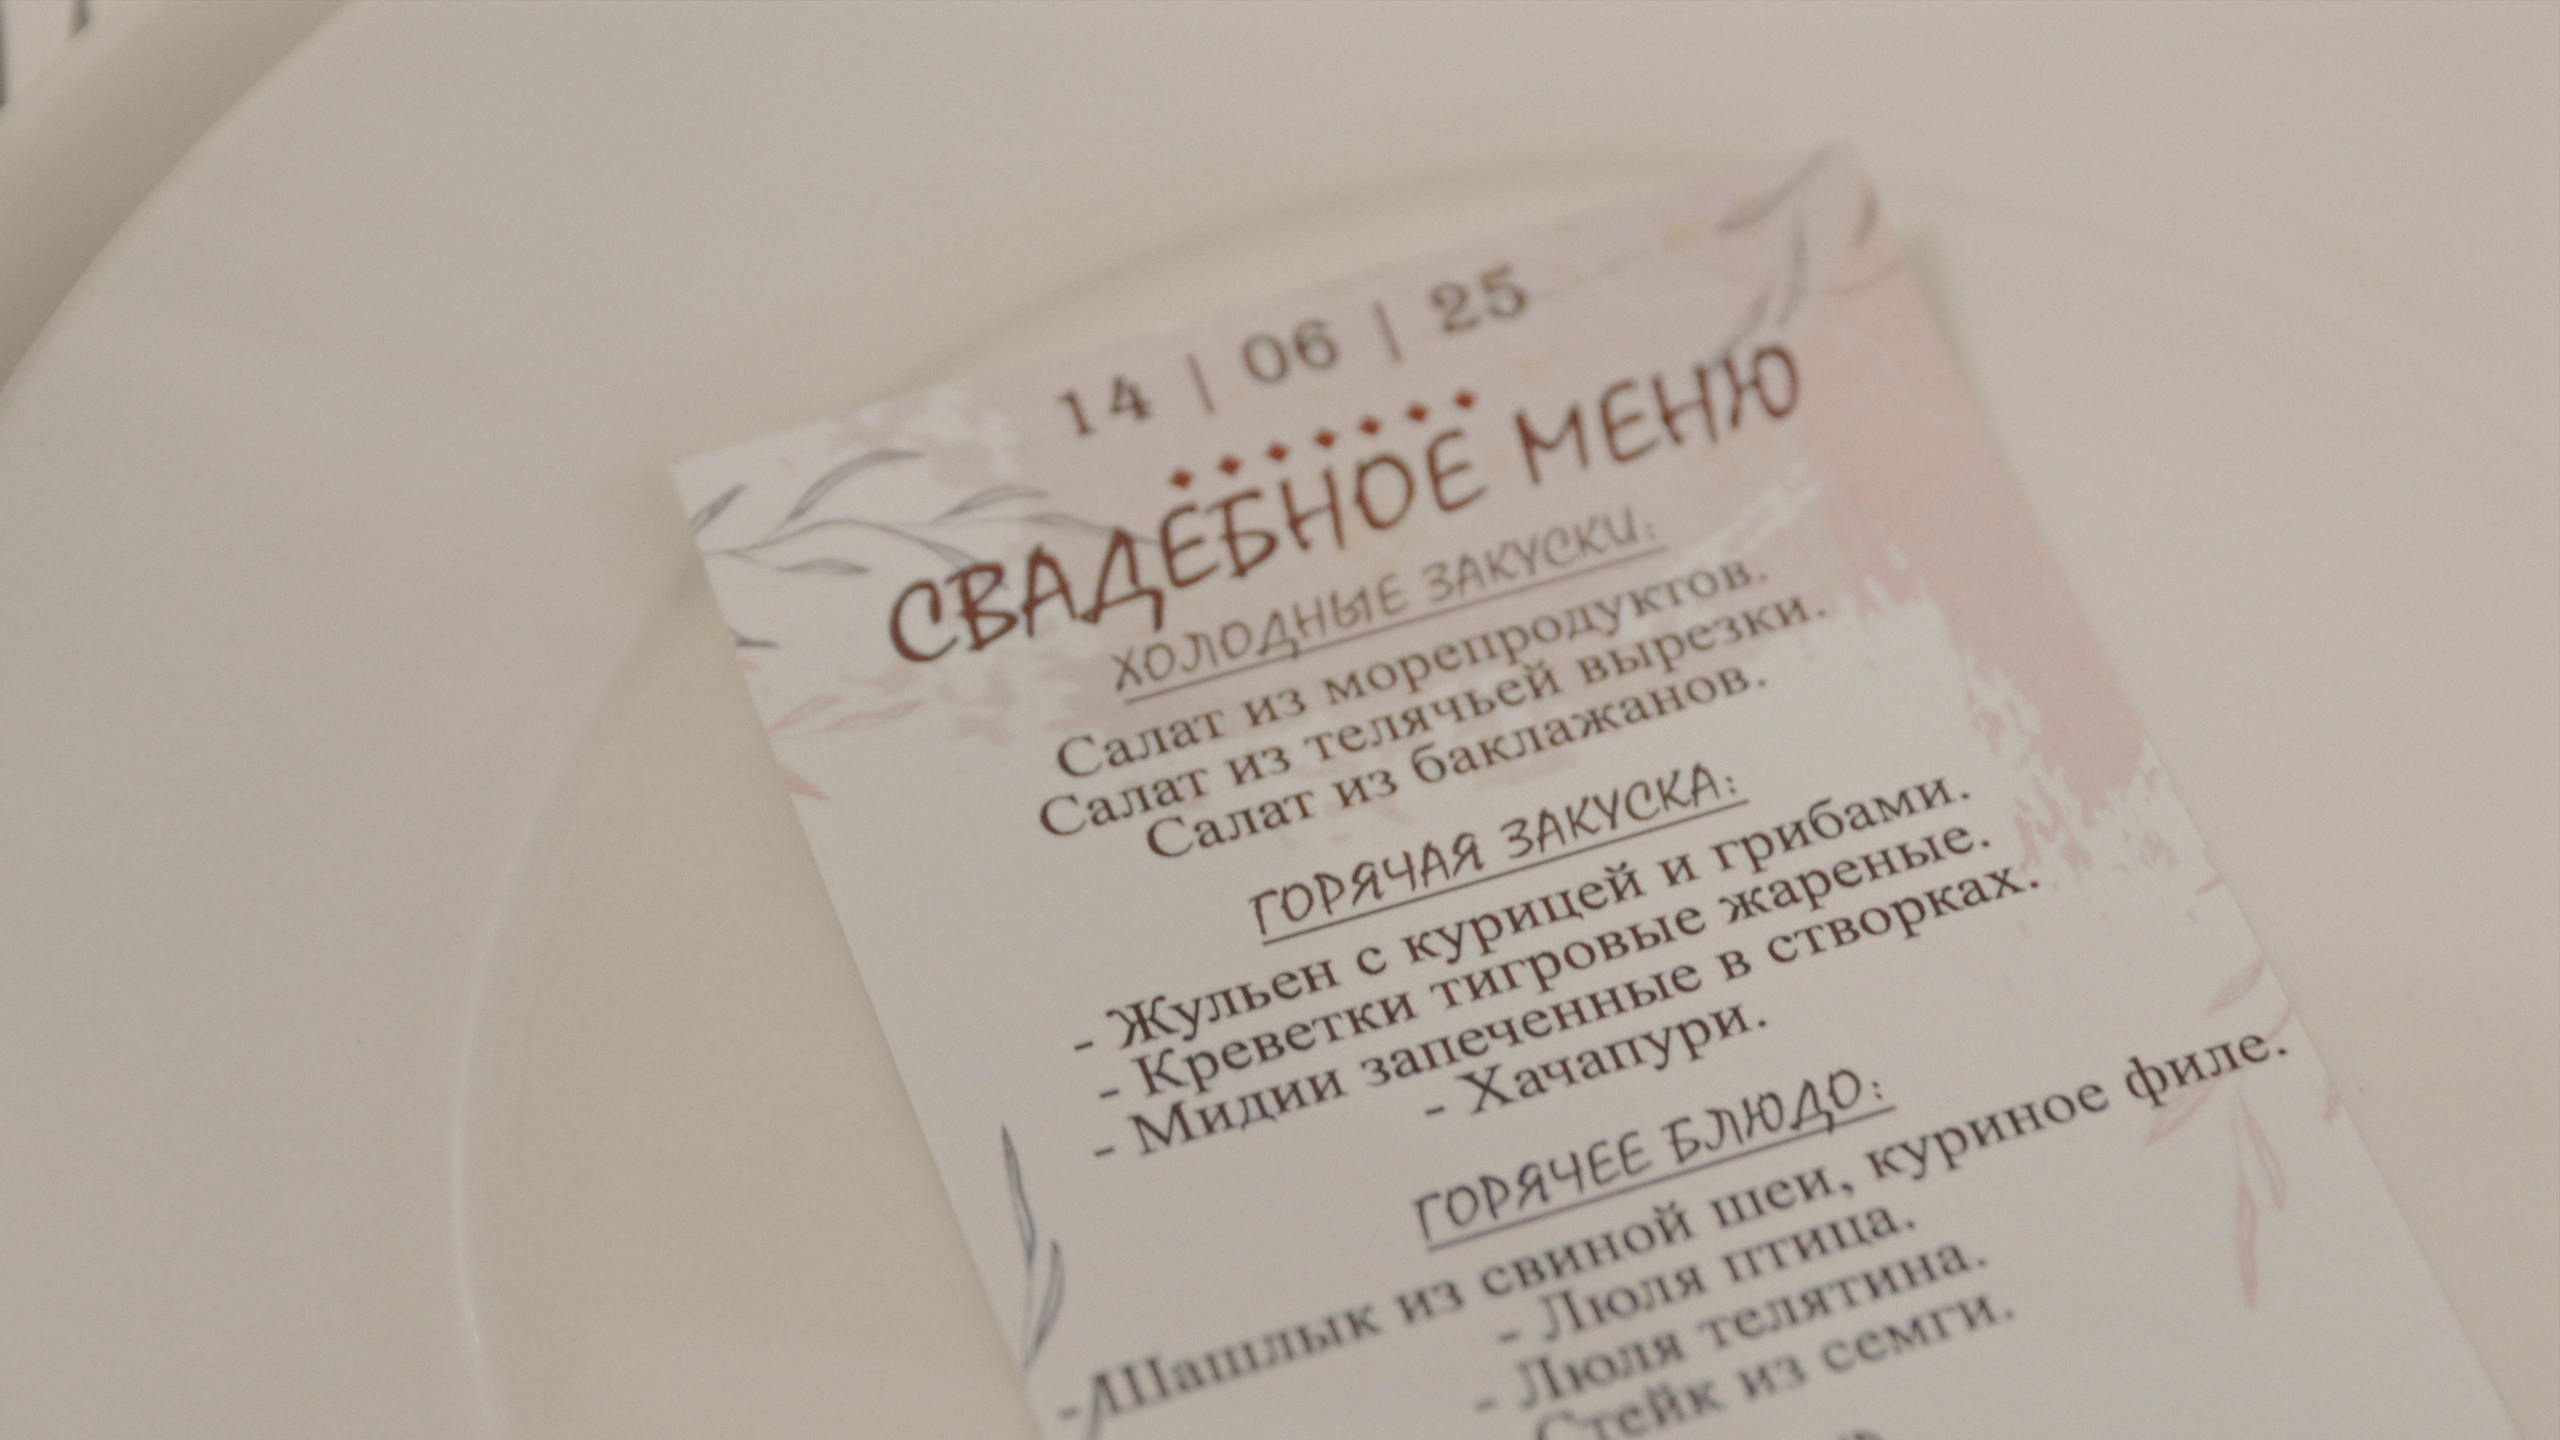 14 | 06 | 25
СВАДЕБНОЕ МЕНЮ
ХОЛОДНЫЕ ЗАКУСКИ:
Салат из морепродуктов.
Салат из телячьей вырезки.
Салат из баклажанов.
ГОРЯЧАЯ ЗАКУСКА:
- Жульен с курицей и грибами.
- Креветки тигровые жареные.
- Мидии запеченные в створках.
- Хачапури.
ГОРЯЧЕЕ БЛЮДО:
-Шашлык из свиной шеи, куриное филе.
- Люля птица.
- Люля телятина.
Стейк из семги.